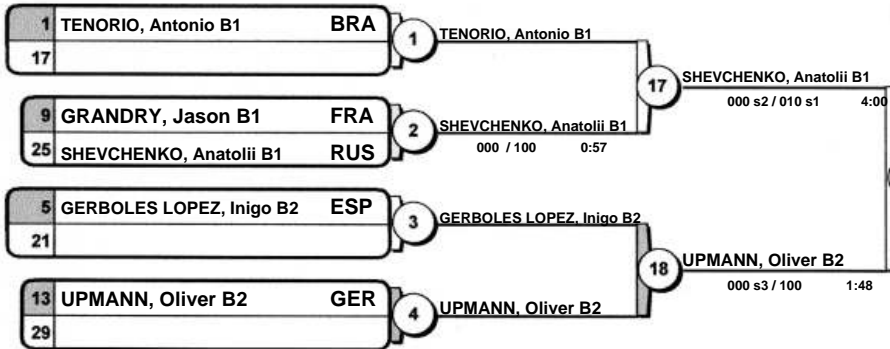 1 TENORIO, Antonio B1 BRA
17
1
TENORIO, Antonio B1
9 GRANDRY, Jason B1 FRA
25 SHEVCHENKO, Anatolii B1 RUS
2
SHEVCHENKO, Anatolii B1
000 / 100 0:57
17
SHEVCHENKO, Anatolii B1
000 s2 / 010 s1 4:00
5 GERBOLES LOPEZ, Inigo B2 ESP
21
3
GERBOLES LOPEZ, Inigo B2
13 UPMANN, Oliver B2 GER
29
4
UPMANN, Oliver B2
18
UPMANN, Oliver B2
000 s3 / 100 1:48